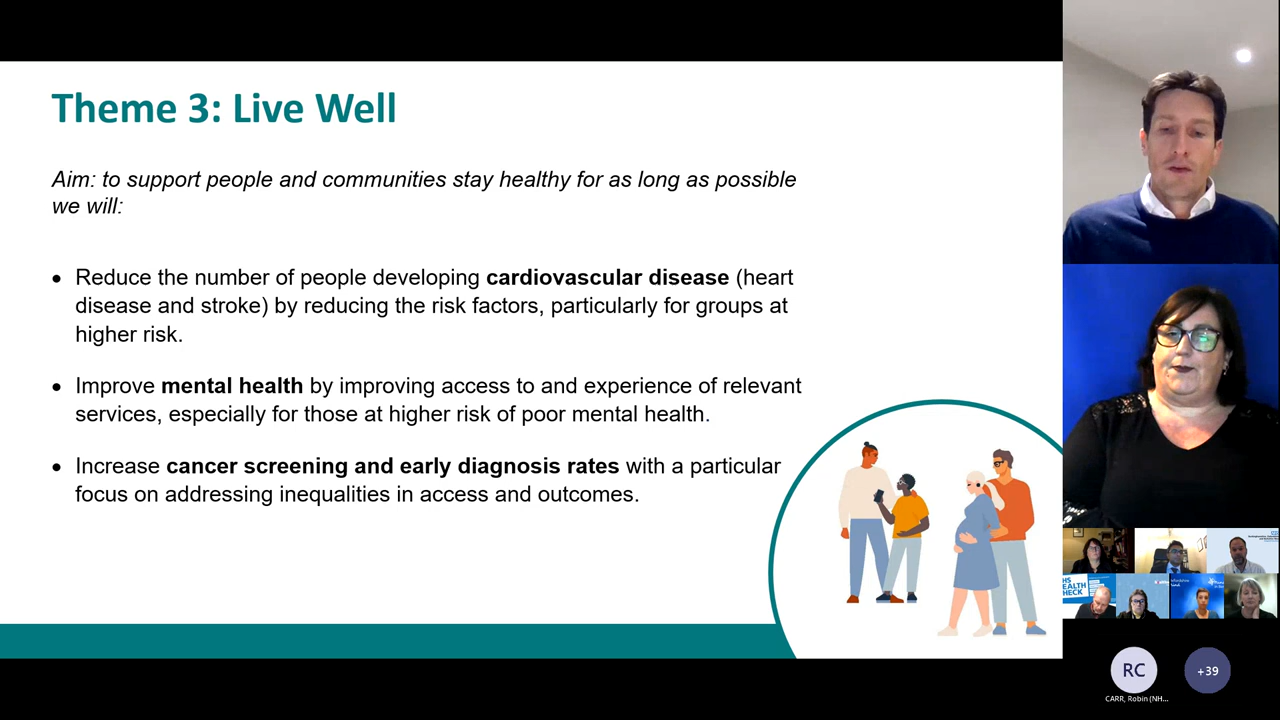 Theme 3: Live Well
Aim: to support people and communities stay healthy for as long as possible
we will:
• Reduce the number of people developing cardiovascular disease (heart
disease and stroke) by reducing the risk factors, particularly for groups at
higher risk.
• Improve mental health by improving access to and experience of relevant
services, especially for those at higher risk of poor mental health.
• Increase cancer screening and early diagnosis rates with a particular
focus on addressing inequalities in access and outcomes.
HS
EALTH
CHECK
RC
+39
CARR, Robin (NH...